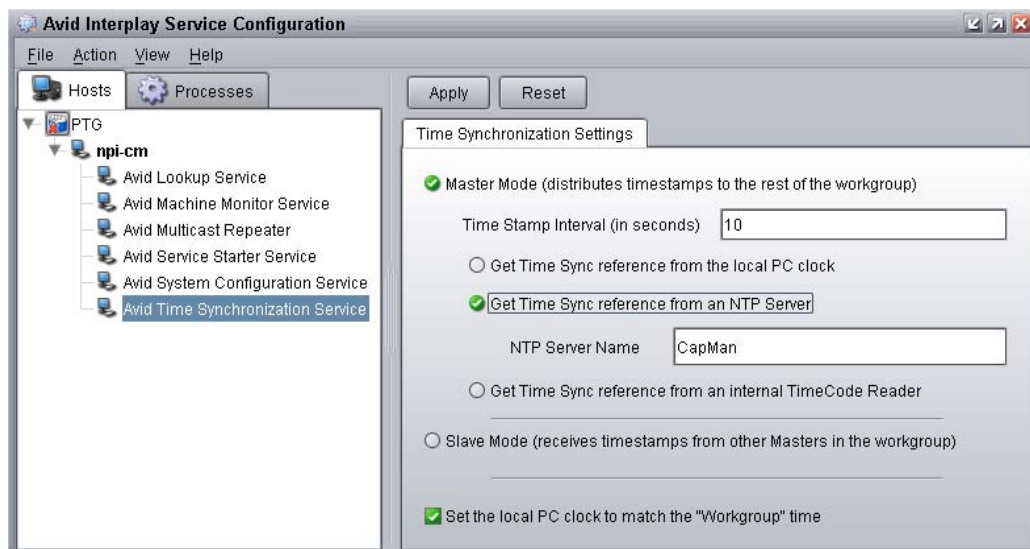 Avid Interplay Service Configuration
File Action View Help
Hosts Processes
PTG
npi-cm
Avid Lookup Service
Avid Machine Monitor Service
Avid Multicast Repeater
Avid Service Starter Service
Avid System Configuration Service
Avid Time Synchronization Service
Apply Reset
Time Synchronization Settings
Master Mode (distributes timestamps to the rest of the workgroup)
Time Stamp Interval (in seconds) 10
Get Time Sync reference from the local PC clock
Get Time Sync reference from an NTP Server
NTP Server Name CapMan
Get Time Sync reference from an internal TimeCode Reader
Slave Mode (receives timestamps from other Masters in the workgroup)
Set the local PC clock to match the "Workgroup" time